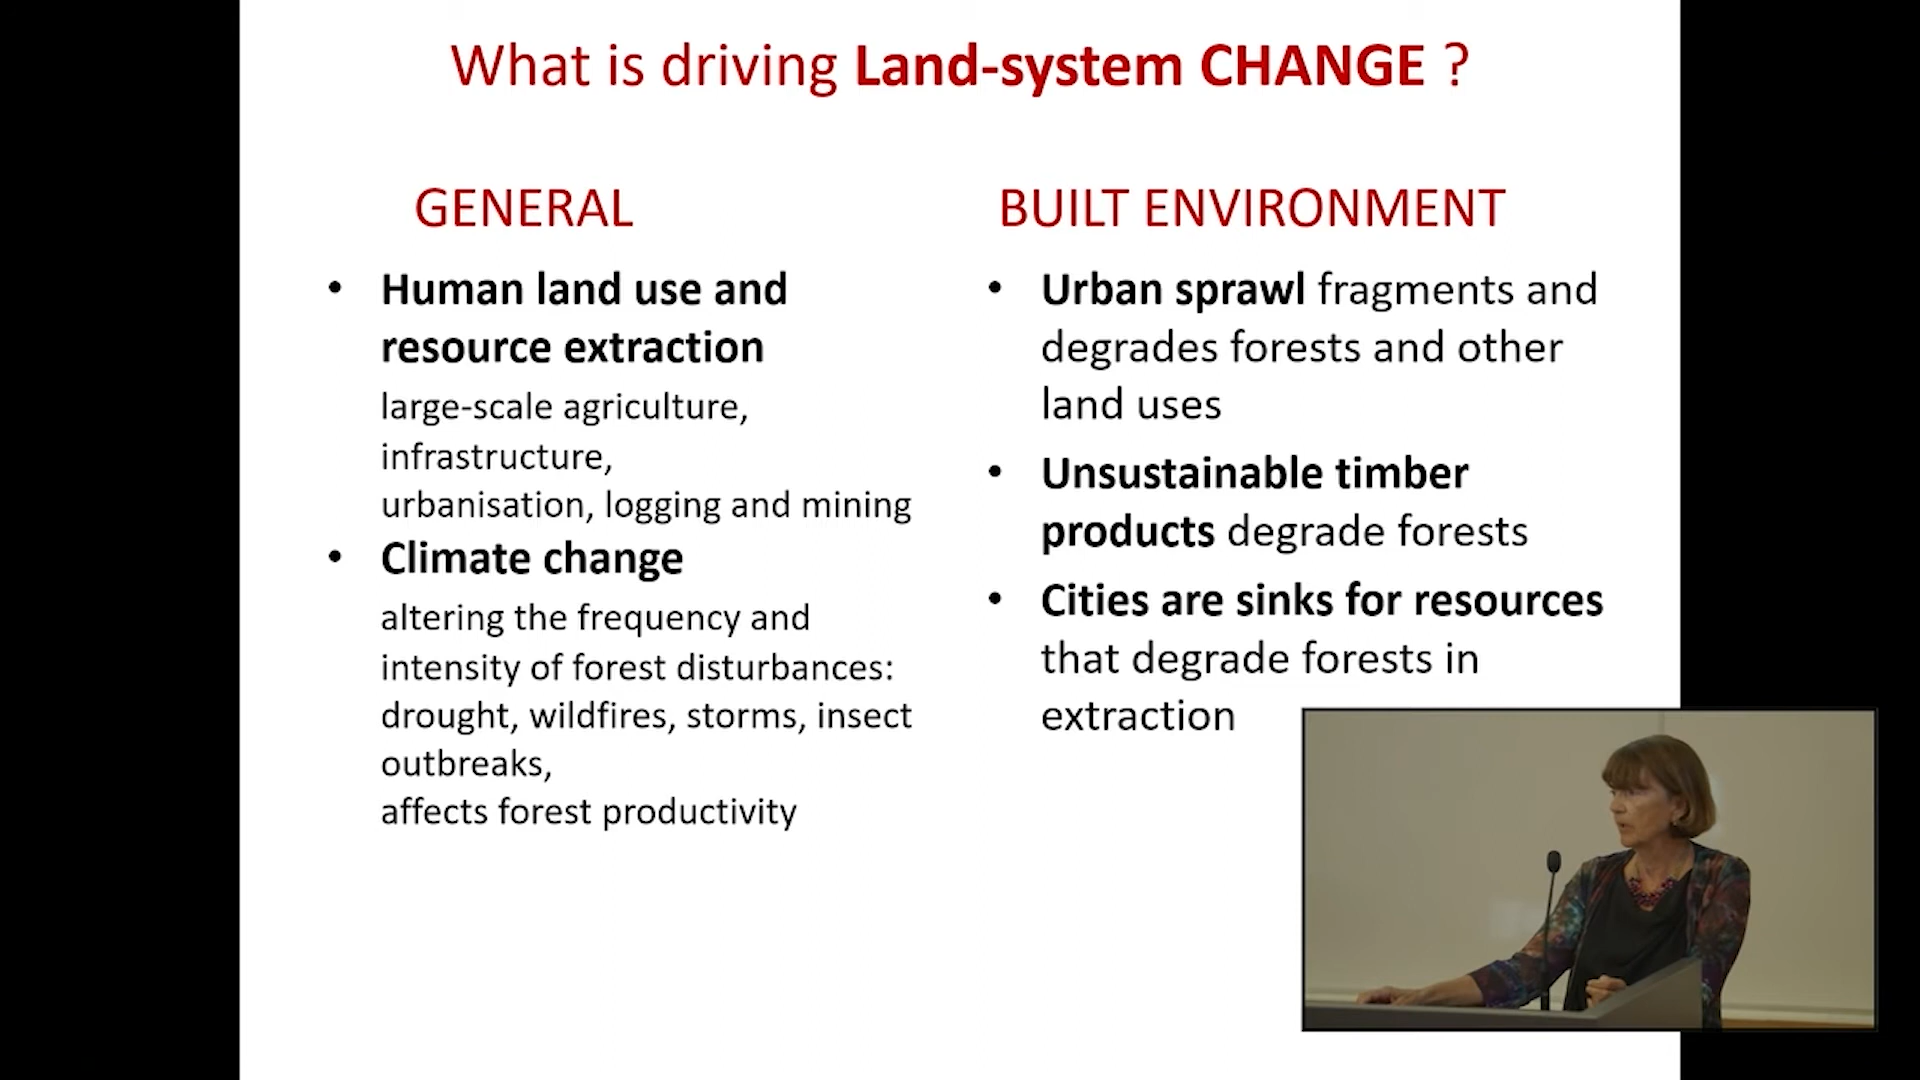 What is driving Land-system CHANGE ?
GENERAL
• Human land use and
resource extraction
large-scale agriculture,
infrastructure,
urbanisation, logging and mining
• Climate change
altering the frequency and
intensity of forest disturbances:
drought, wildfires, storms, insect
outbreaks,
affects forest productivity
BUILT ENVIRONMENT
• Urban sprawl fragments and
degrades forests and other
land uses
• Unsustainable timber
products degrade forests
• Cities are sinks for resources
that degrade forests in
extraction